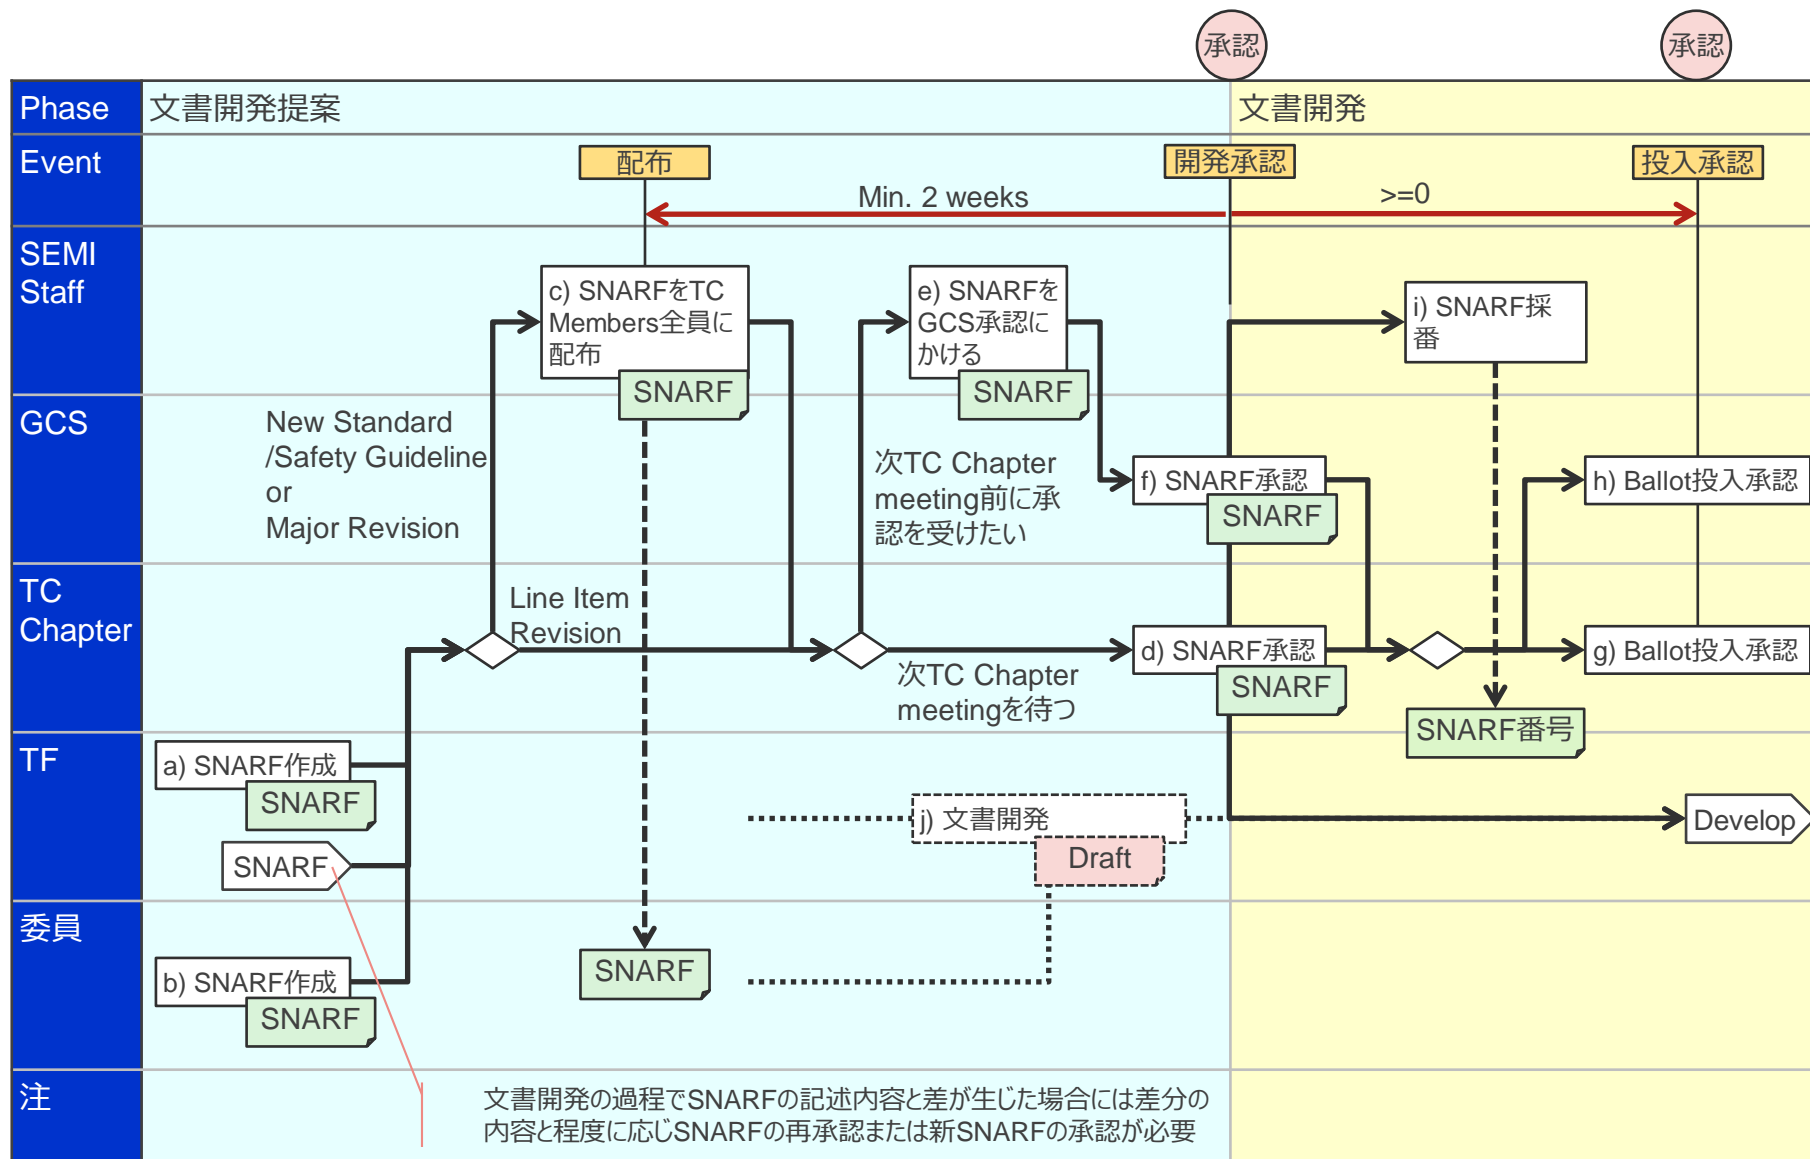 承認
承認
Phase
文書開発提案
文書開発
Event
配布
開発承認
投入承認
Min. 2 weeks
>=0
SEMI
Staff
c) SNARFをTC
Members全員に
配布
SNARF
e) SNARFを
GCS承認に
かける
SNARF
i) SNARF採
番
GCS
New Standard
/Safety Guideline
or
Major Revision
次TC Chapter
meeting前に承
認を受けたい
f) SNARF承認
SNARF
h) Ballot投入承認
TC
Chapter
Line Item
Revision
次TC Chapter
meetingを待つ
d) SNARF承認
SNARF
g) Ballot投入承認
SNARF番号
TF
a) SNARF作成
SNARF
SNARF
j) 文書開発
Draft
Develop
委員
b) SNARF作成
SNARF
SNARF
注
文書開発の過程でSNARFの記述内容と差が生じた場合には差分の
内容と程度に応じSNARFの再承認または新SNARFの承認が必要